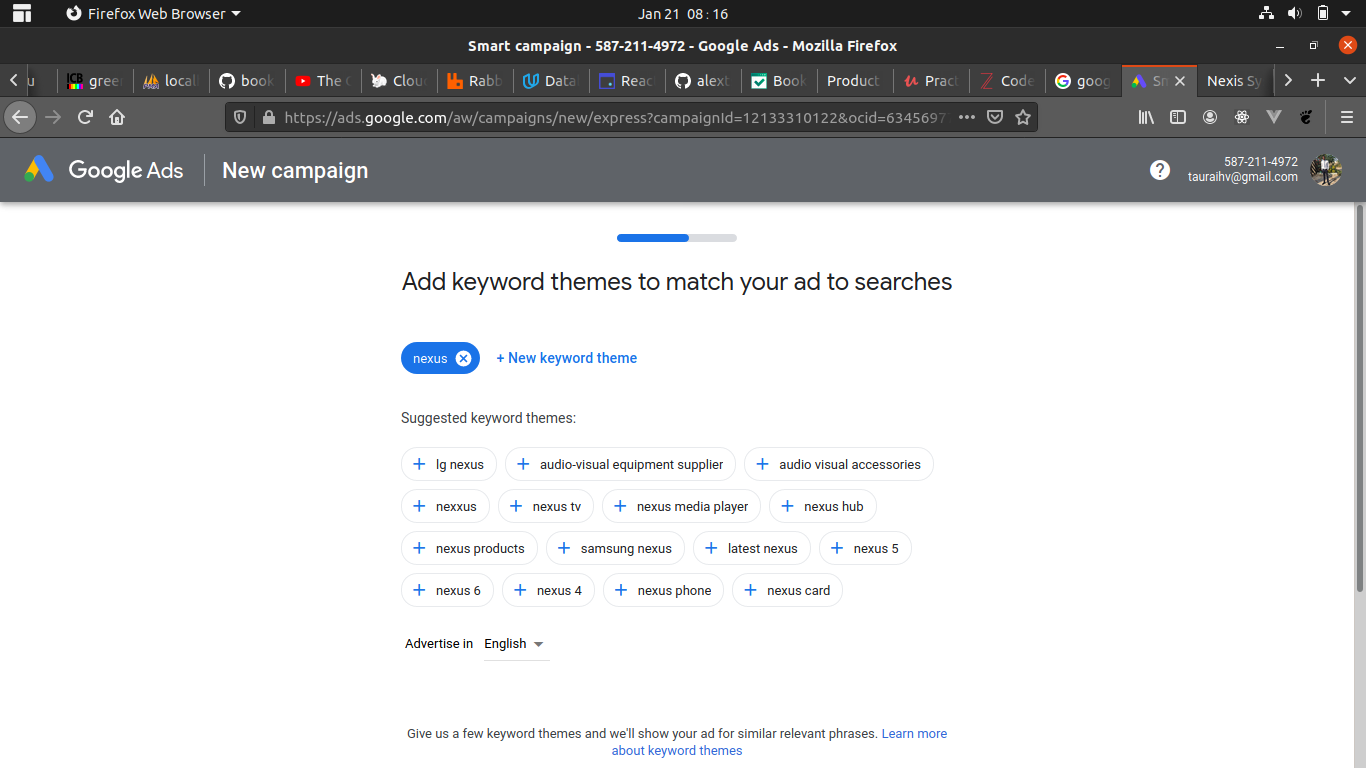 Firefox Web Browser Jan 21 08:16
Smart campaign - 587-211-4972 - Google Ads - Mozilla Firefox
u ICB gree locall book The C Clou Rabb U Data Reac alext Book Product Pract Z Code G goog Sm Nexis Sy
https://ads.google.com/aw/campaigns/new/express?campaignId=12133310122&ocid=6345697
Google Ads New campaign ? 587-211-4972
tauraihv@gmail.com
Add keyword themes to match your ad to searches
nexus + New keyword theme
Suggested keyword themes:
+ lg nexus + audio-visual equipment supplier + audio visual accessories
+ nexxus + nexus tv + nexus media player + nexus hub
+ nexus products + samsung nexus + latest nexus + nexus 5
+ nexus 6 + nexus 4 + nexus phone + nexus card
Advertise in English
Give us a few keyword themes and we'll show your ad for similar relevant phrases. Learn more
about keyword themes